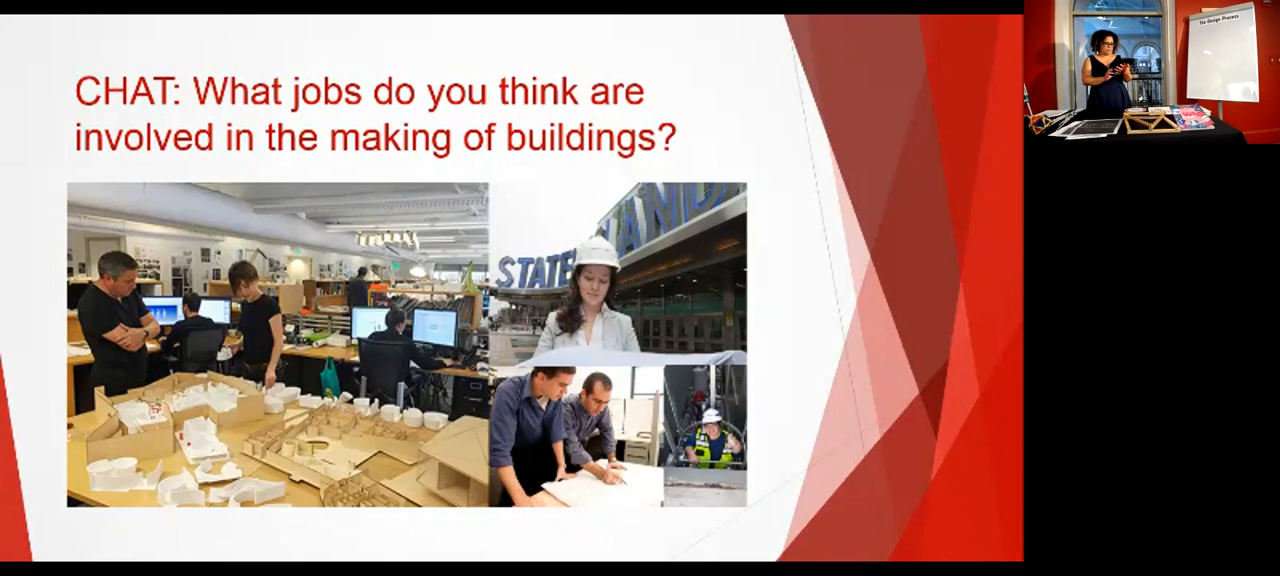 CHAT: What jobs do you think are
involved in the making of buildings?
STATE
The Design Process